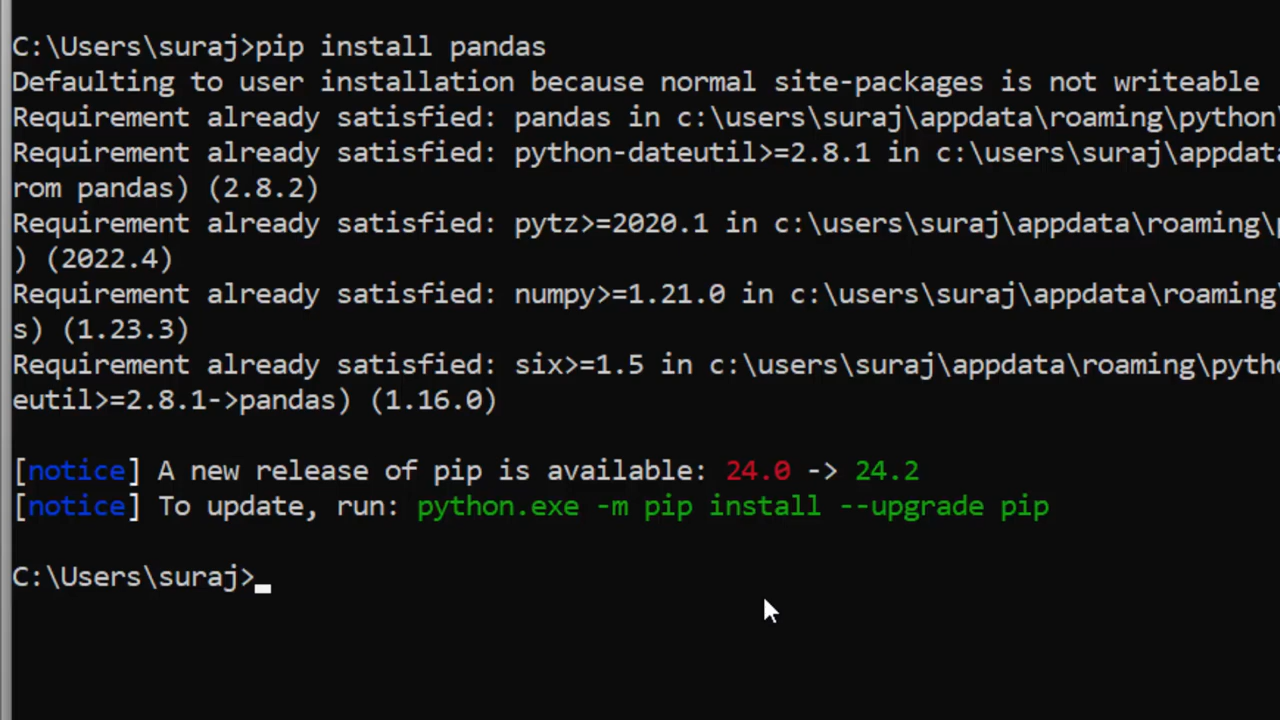 C:\Users\suraj>pip install pandas
Defaulting to user installation because normal site-packages is not writeable
Requirement already satisfied: pandas in c:\users\suraj\appdata\roaming\python
Requirement already satisfied: python-dateutil>=2.8.1 in c:\users\suraj\appdat
rom pandas) (2.8.2)
Requirement already satisfied: pytz>=2020.1 in c:\users\suraj\appdata\roaming\
) (2022.4)
Requirement already satisfied: numpy>=1.21.0 in c:\users\suraj\appdata\roaming
s) (1.23.3)
Requirement already satisfied: six>=1.5 in c:\users\suraj\appdata\roaming\pytho
eutil>=2.8.1->pandas) (1.16.0)
[notice] A new release of pip is available: 24.0 -> 24.2
[notice] To update, run: python.exe -m pip install --upgrade pip
C:\Users\suraj>